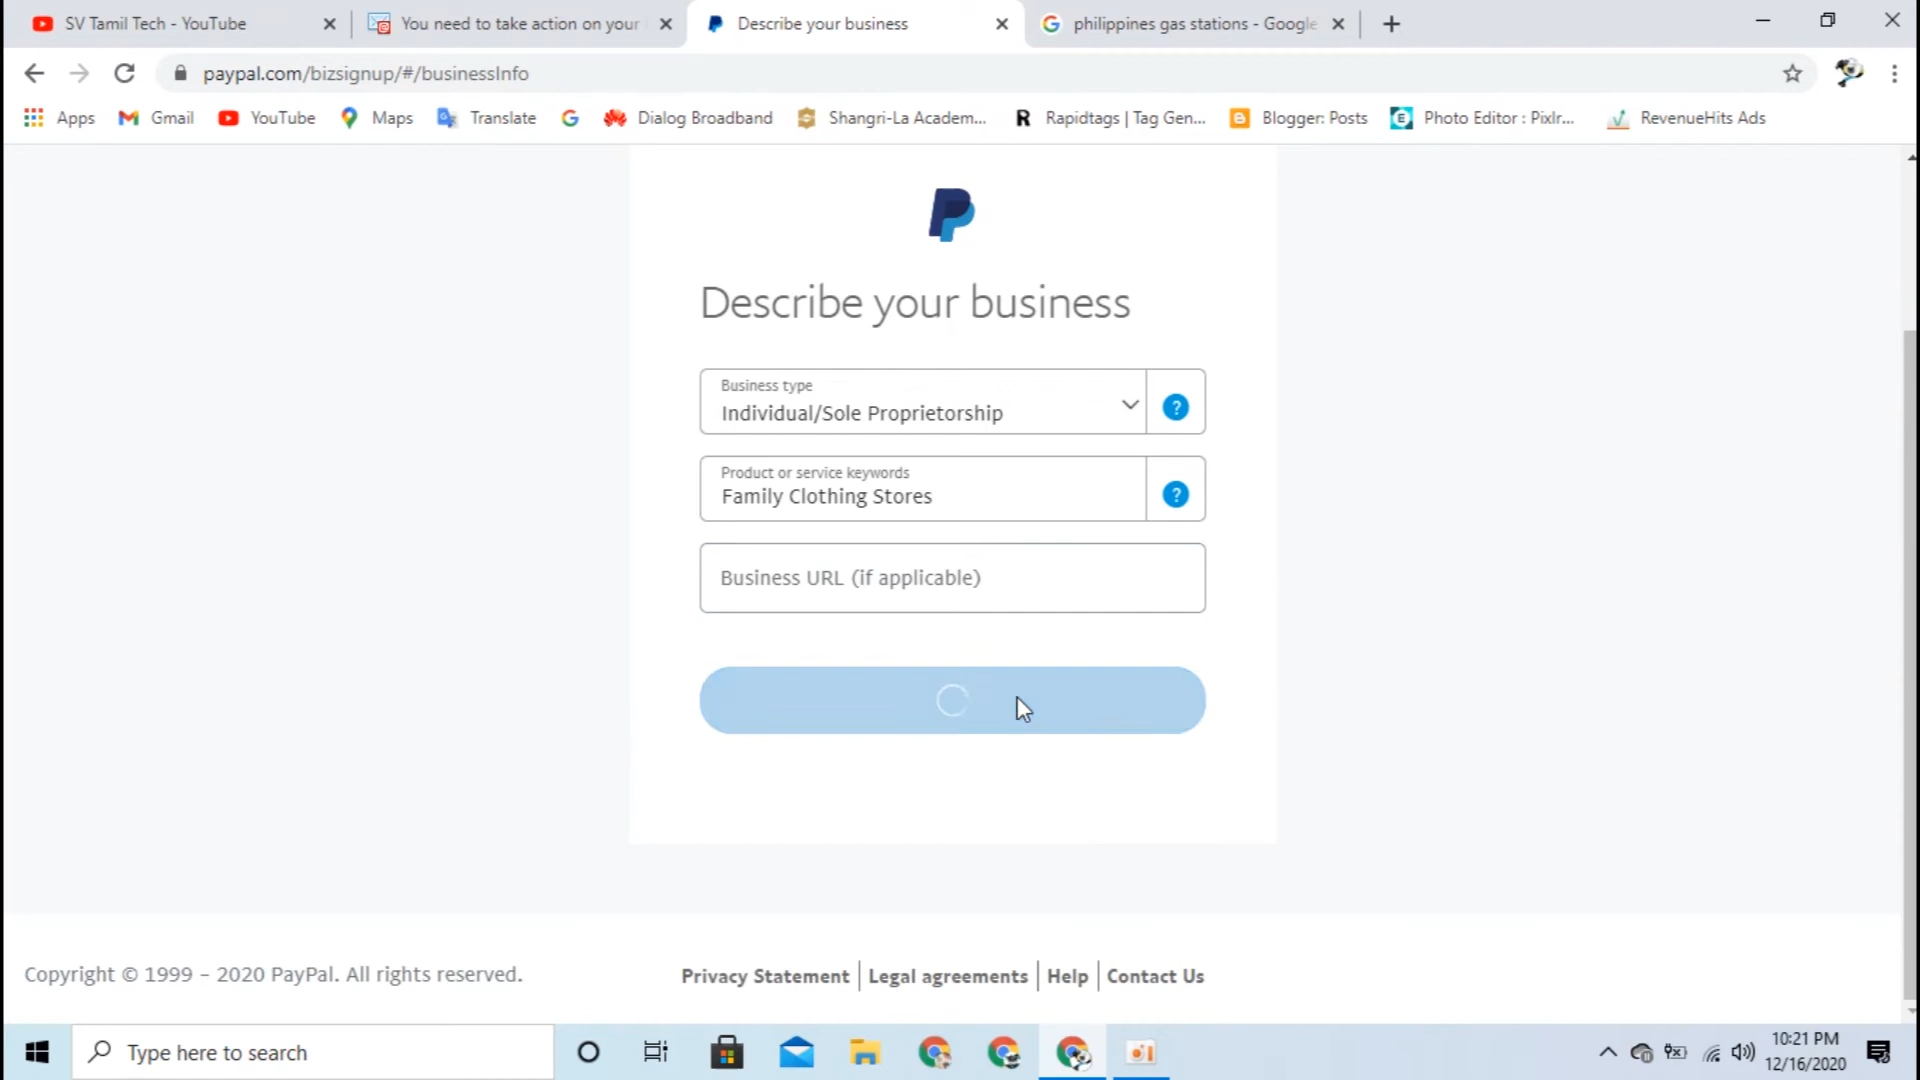 SV Tamil Tech - YouTube
You need to take action on your
Describe your business
philippines gas stations - Google
paypal.com/bizsignup/#/businessInfo
Apps
Gmail
YouTube
Maps
Translate
Dialog Broadband
Shangri-La Academ...
Rapidtags | Tag Gen...
Blogger: Posts
Photo Editor : Pixlr...
RevenueHits Ads
Describe your business
Business type
Individual/Sole Proprietorship
?
Product or service keywords
Family Clothing Stores
?
Business URL (if applicable)
Copyright © 1999 – 2020 PayPal. All rights reserved.
Privacy Statement | Legal agreements | Help | Contact Us
Type here to search
10:21 PM
12/16/2020